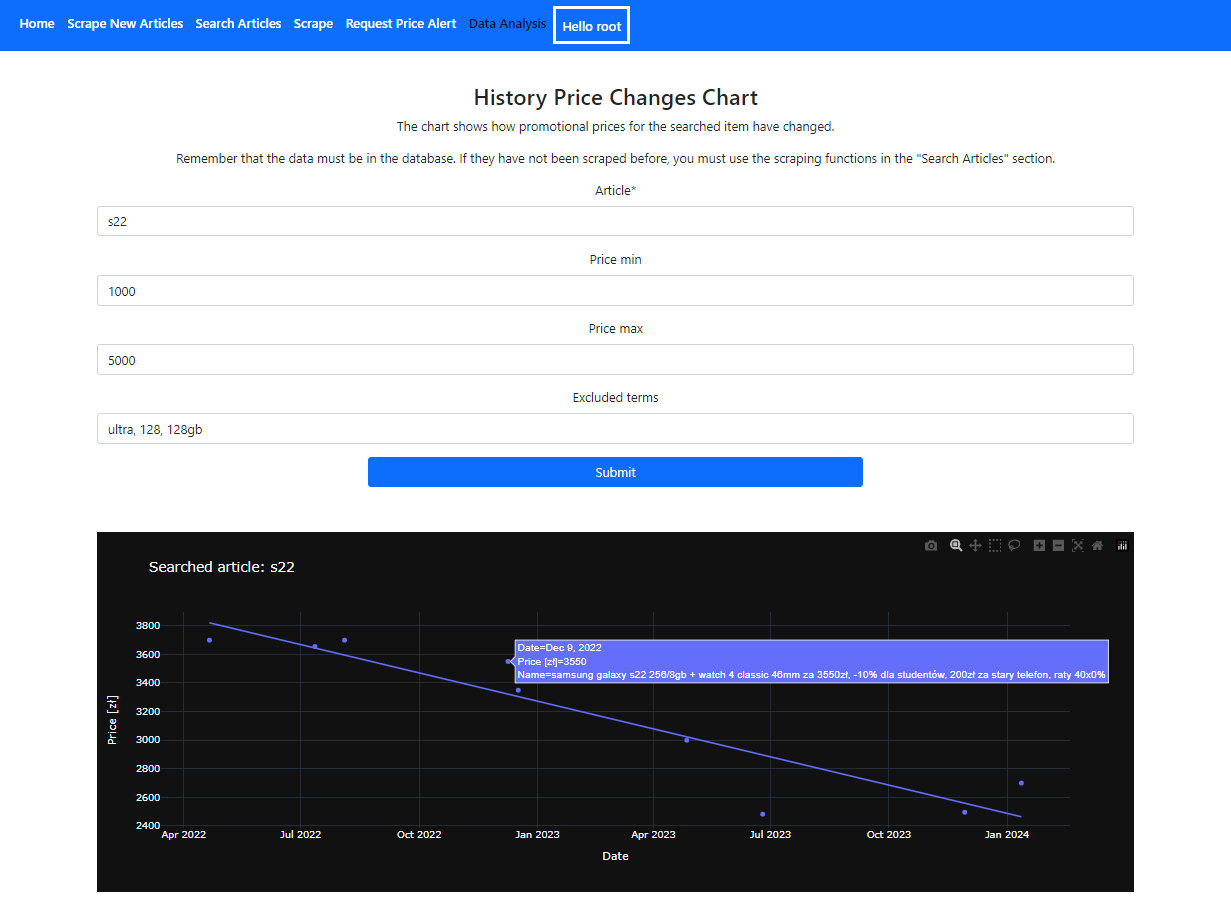 Home Scrape New Articles Search Articles Scrape Request Price Alert Data Analysis Hello root
History Price Changes Chart
The chart shows how promotional prices for the searched item have changed.
Remember that the data must be in the database. If they have not been scraped before, you must use the scraping functions in the "Search Articles" section.
Article*
s22
Price min
1000
Price max
5000
Excluded terms
ultra, 128, 128gb
Submit
Searched article: s22
3800
3600
3400
3200
3000
2800
2600
2400
Price [zł]
Date=Dec 9, 2022
Price [zł]=3550
Name=samsung galaxy s22 256/8gb + watch 4 classic 46mm za 3550zł, -10% dla studentów, 200zł za stary telefon, raty 40x0%
Apr 2022 Jul 2022 Oct 2022 Jan 2023 Apr 2023 Jul 2023 Oct 2023 Jan 2024
Date